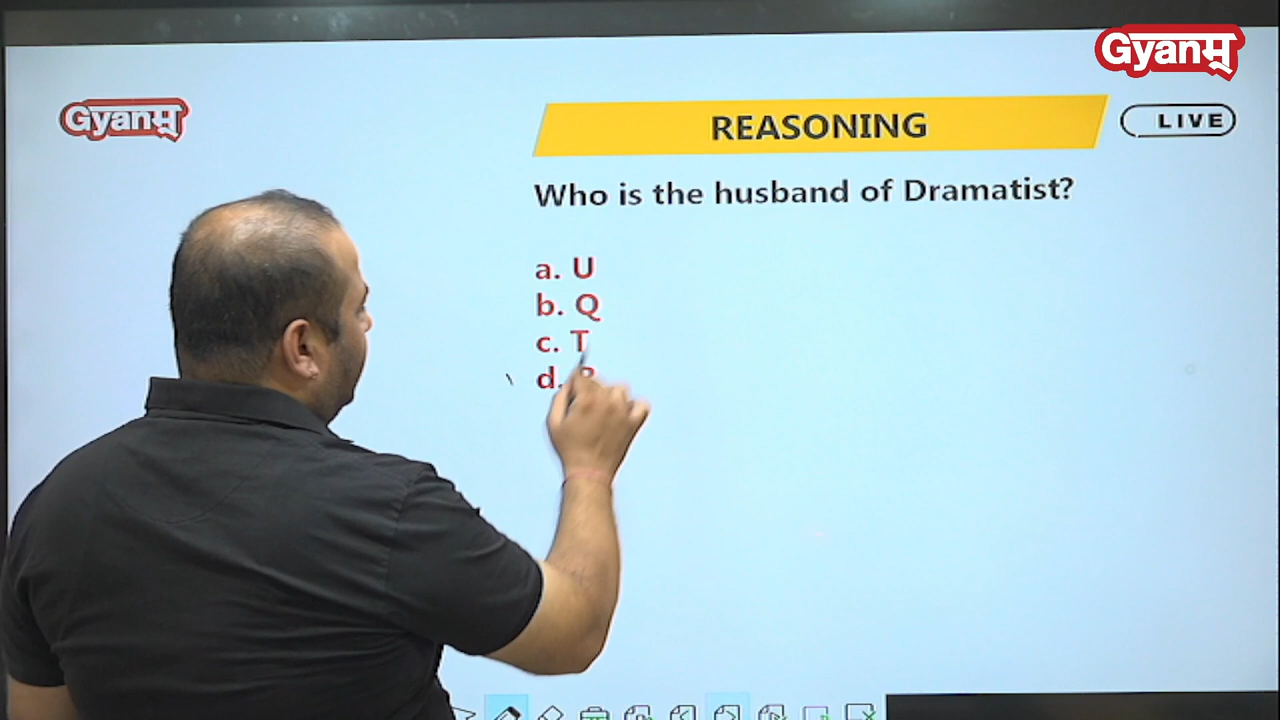 Gyanम्
Gyanम्
REASONING
LIVE
Who is the husband of Dramatist?
a. U
b. Q
c. T
d.